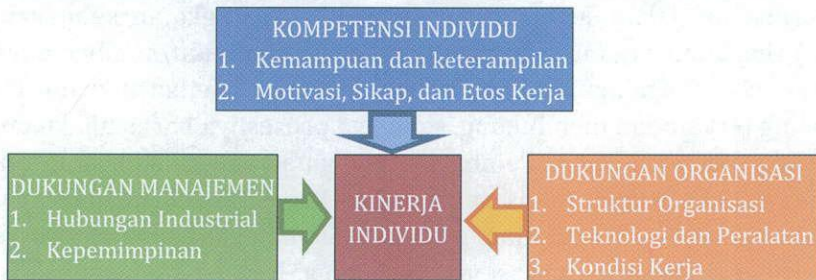 KOMPETENSI INDIVIDU
1. Kemampuan dan keterampilan
2. Motivasi, Sikap, dan Etos Kerja
DUKUNGAN MANAJEMEN
1. Hubungan Industrial
2. Kepemimpinan
KINERJA
INDIVIDU
DUKUNGAN ORGANISASI
1. Struktur Organisasi
2. Teknologi dan Peralatan
3. Kondisi Kerja